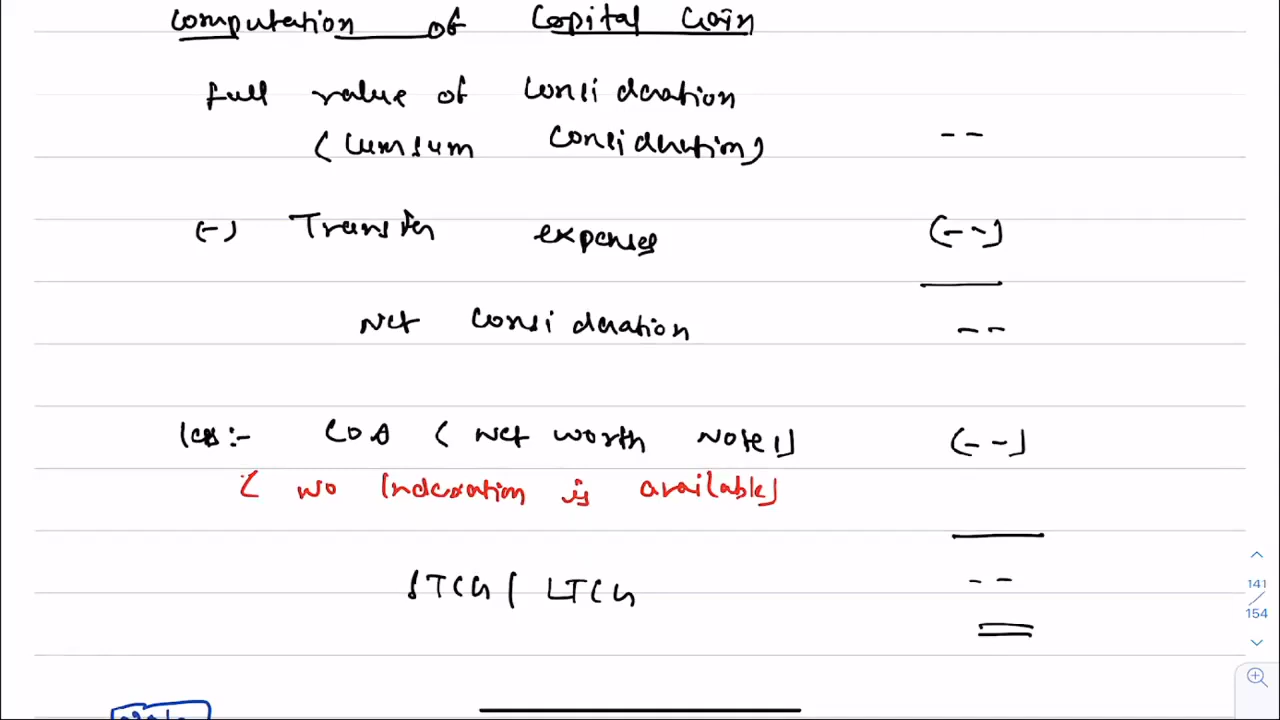 Computation of Capital Gain
Full value of consideration
(Lumsum consideration) --
(-) Transfer expenses (--)
Net consideration --
less:- COA (Net worth Note 1) (--)
(No Indexation is available)
STCG / LTCG --
141
/
154